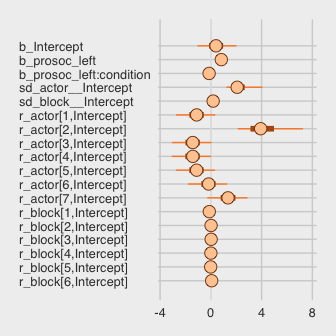 b_Intercept
b_prosoc_left
b_prosoc_left:condition
sd_actor__Intercept
sd_block__Intercept
r_actor[1,Intercept]
r_actor[2,Intercept]
r_actor[3,Intercept]
r_actor[4,Intercept]
r_actor[5,Intercept]
r_actor[6,Intercept]
r_actor[7,Intercept]
r_block[1,Intercept]
r_block[2,Intercept]
r_block[3,Intercept]
r_block[4,Intercept]
r_block[5,Intercept]
r_block[6,Intercept]
-4 0 4 8